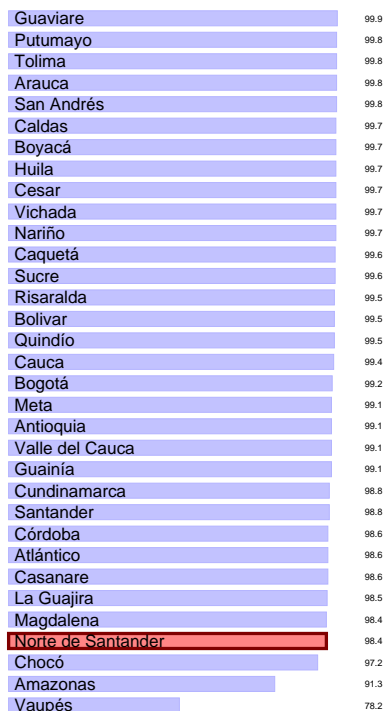 Guaviare 99.9
Putumayo 99.8
Tolima 99.8
Arauca 99.8
San Andrés 99.8
Caldas 99.7
Boyacá 99.7
Huila 99.7
Cesar 99.7
Vichada 99.7
Nariño 99.7
Caquetá 99.6
Sucre 99.6
Risaralda 99.5
Bolivar 99.5
Quindío 99.5
Cauca 99.4
Bogotá 99.2
Meta 99.1
Antioquia 99.1
Valle del Cauca 99.1
Guainía 99.1
Cundinamarca 98.8
Santander 98.8
Córdoba 98.6
Atlántico 98.6
Casanare 98.6
La Guajira 98.5
Magdalena 98.4
Norte de Santander 98.4
Chocó 97.2
Amazonas 91.3
Vaupés 78.2